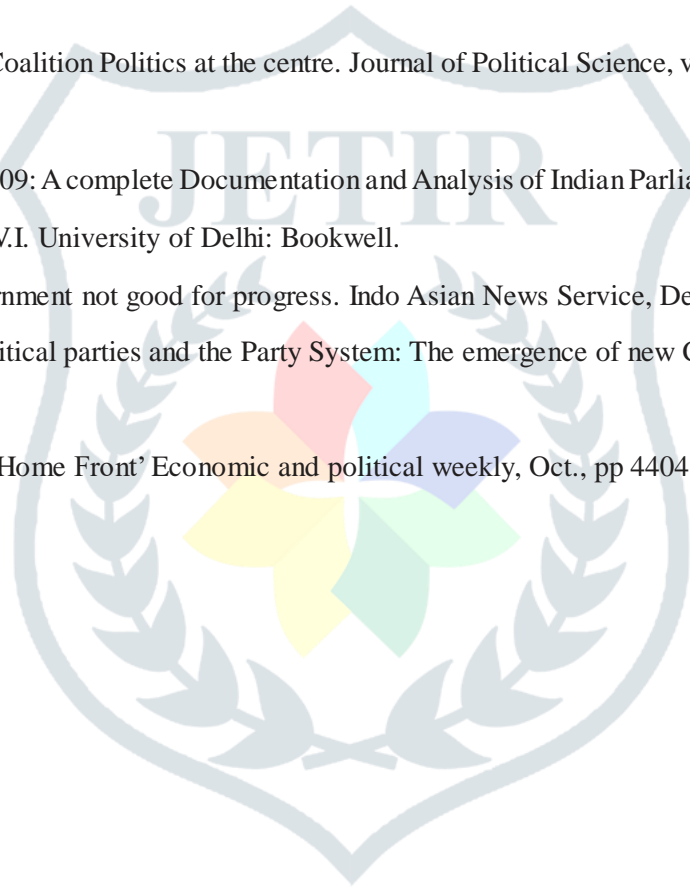 Coalition Politics at the centre. Journal of Political Science, v
JETIR
09: A complete Documentation and Analysis of Indian Parlia
V.I. University of Delhi: Bookwell.
rnment not good for progress. Indo Asian News Service, De
itical parties and the Party System: The emergence of new C
Home Front’ Economic and political weekly, Oct., pp 4404